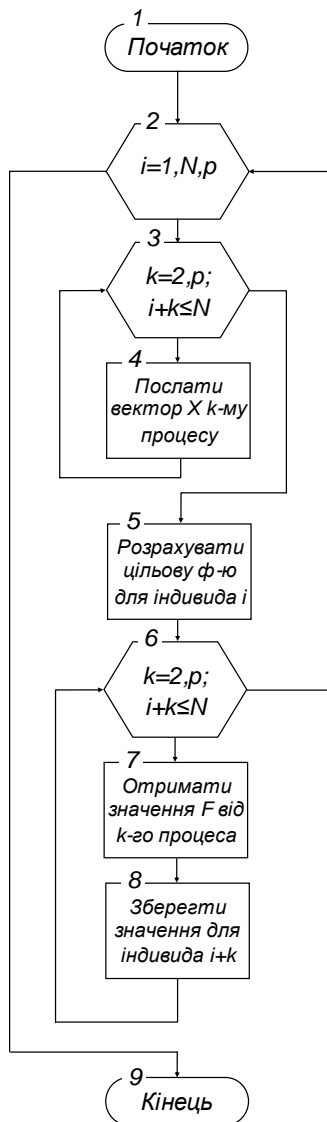 1
Початок
2
i=1,N,p
3
k=2,p;
i+k≤N
4
Послати
вектор X k-му
процесу
5
Розрахувати
цільову ф-ю
для індивида i
6
k=2,p;
i+k≤N
7
Отримати
значення F від
k-го процеса
8
Зберегти
значення для
індивида i+k
9
Кінець